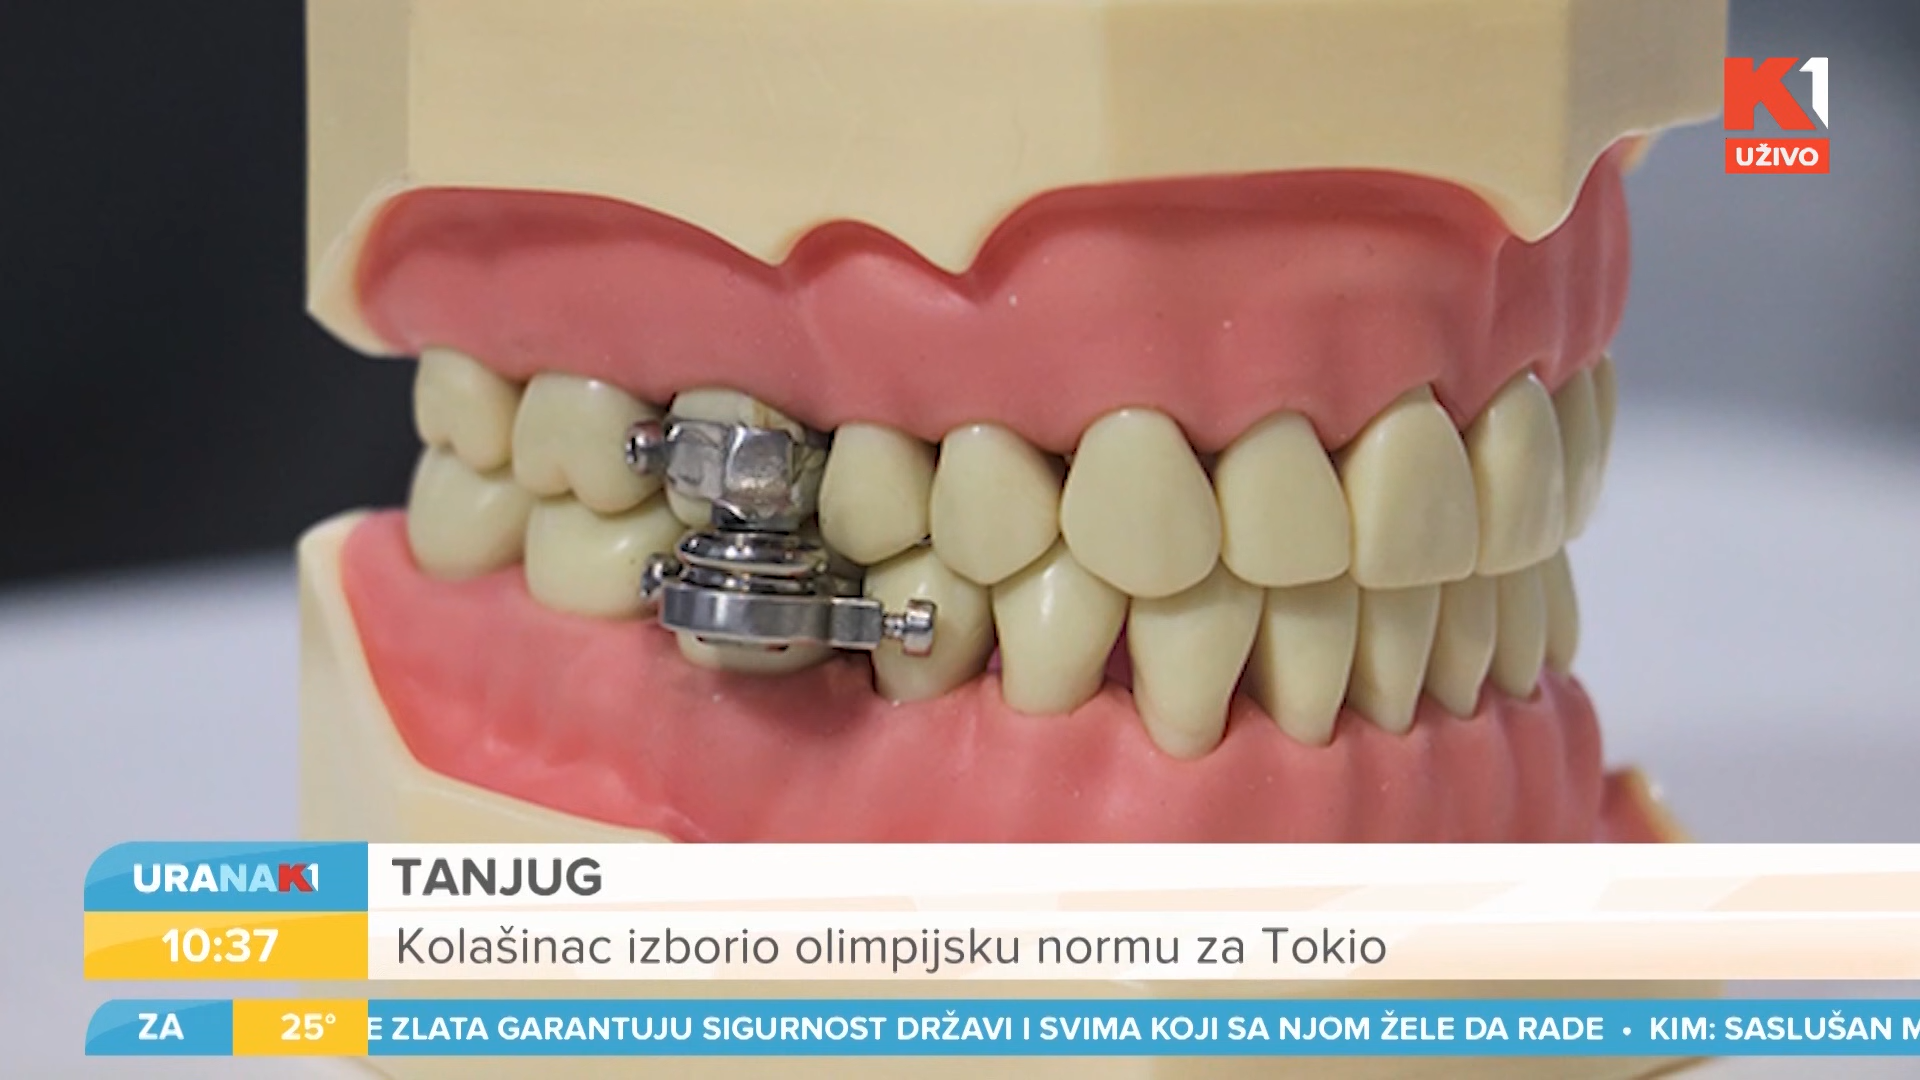 K1
UŽIVO
URANAK1
TANJUG
10:37
Kolašinac izborio olimpijsku normu za Tokio
ZA
25°
E ZLATA GARANTUJU SIGURNOST DRŽAVI I SVIMA KOJI SA NJOM ŽELE DA RADE • KIM: SASLUŠAN M